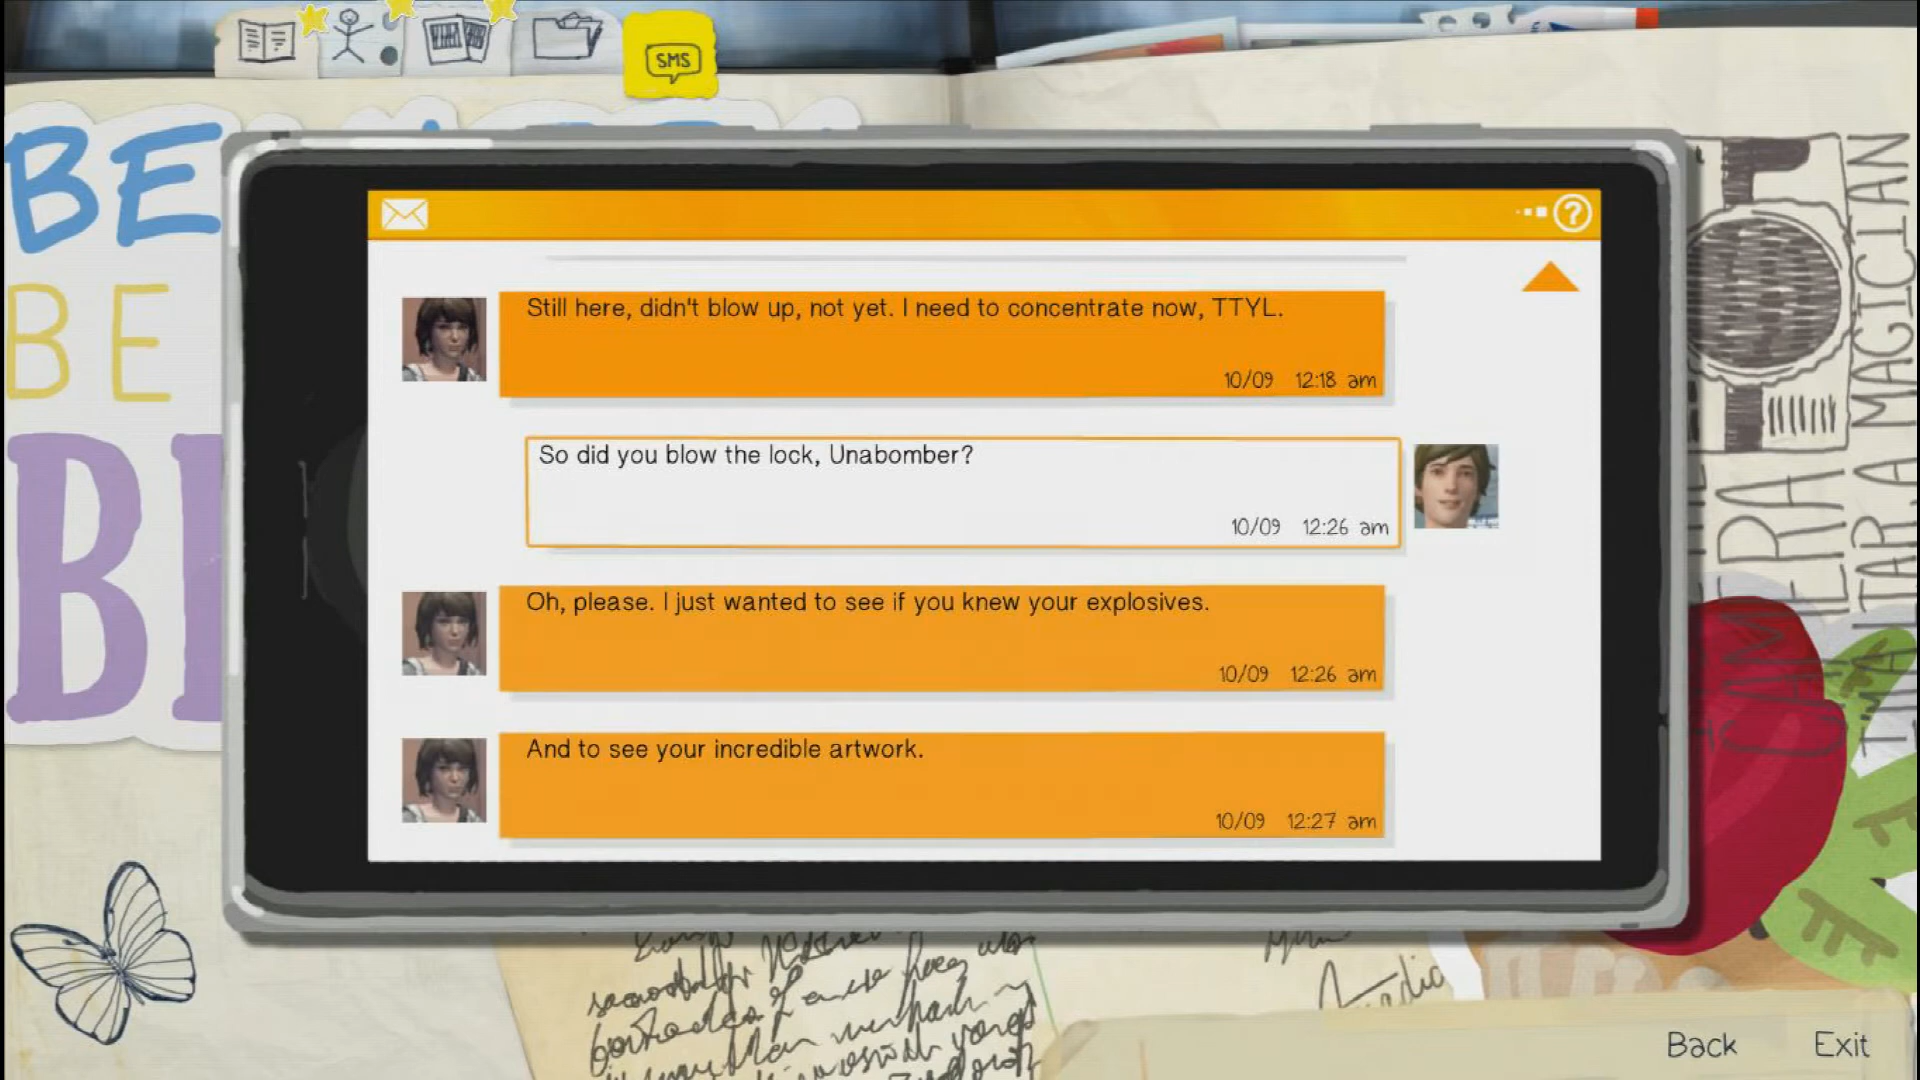 SMS
BE
BE
Still here, didn't blow up, not yet. I need to concentrate now, TTYL.
10/09 12:18 am
So did you blow the lock, Unabomber?
10/09 12:26 am
Oh, please. I just wanted to see if you knew your explosives.
10/09 12:26 am
And to see your incredible artwork.
10/09 12:27 am
MAGICIAN
Back
Exit